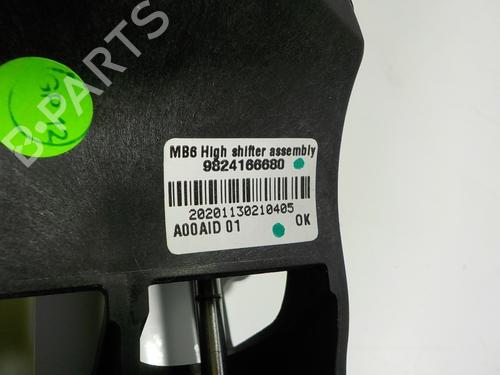 MB6 High shifter assembly
9824166680
20201130210405
A00AID 01 OK
B-PARTS